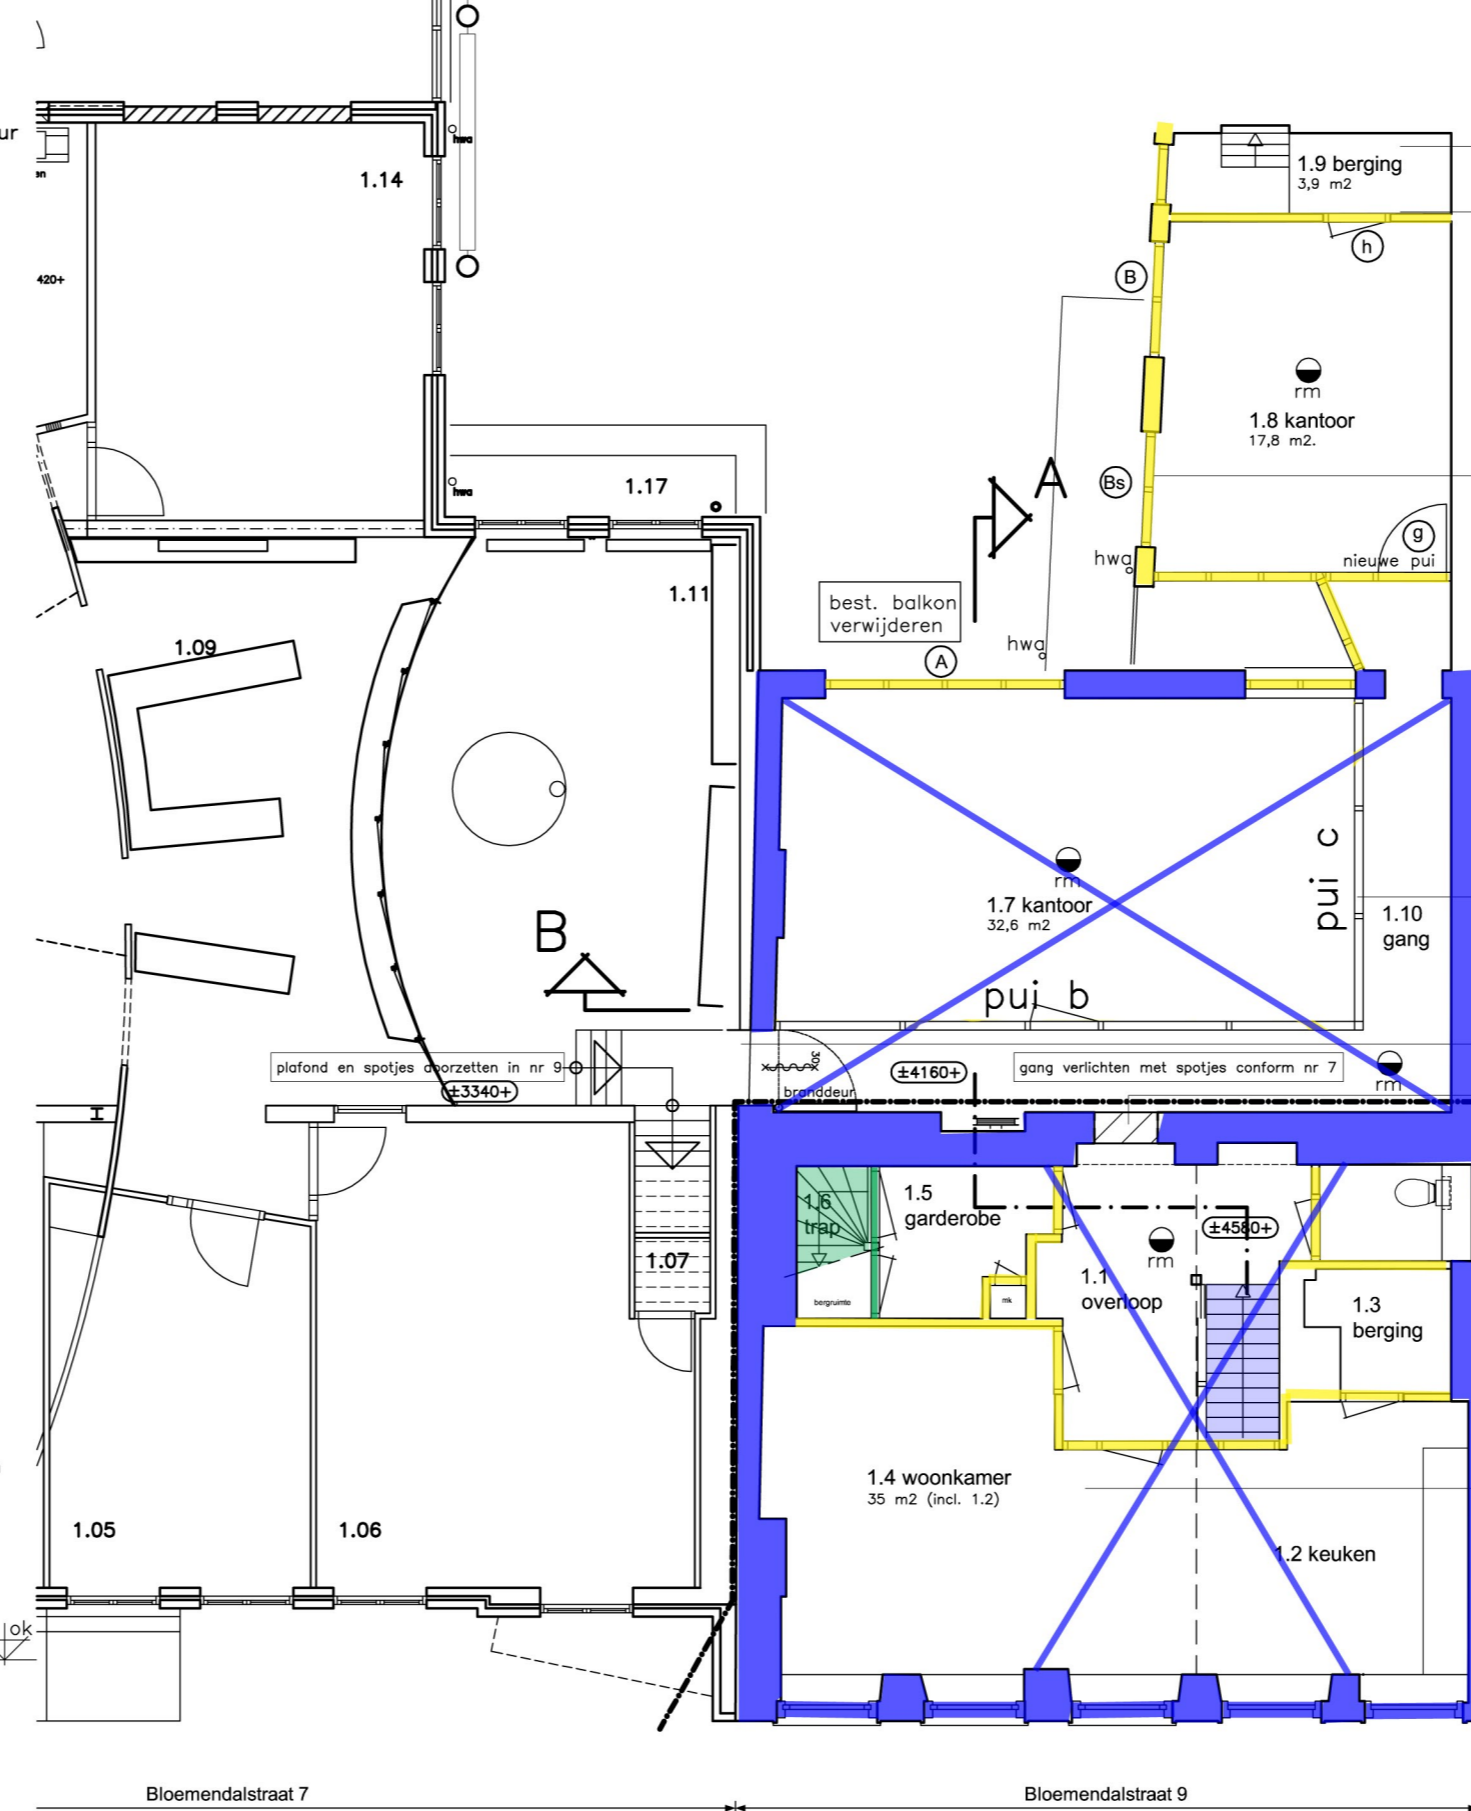 ur
hwa
1.14
en
1.9 berging
3,9 m2
h
B
420+
rm
1.8 kantoor
17,8 m2.
A
Bs
hwa
1.17
g
nieuwe pui
hwa
1.11
best. balkon
verwijderen
hwa
A
1.09
pui c
rm
1.7 kantoor
32,6 m2
1.10
gang
B
pui b
plafond en spotjes doorzetten in nr 9
±3340+
30
branddeur
±4160+
gang verlichten met spotjes conform nr 7
rm
1.6
trap
1.5
garderobe
±4580+
rm
1.07
bergruimte
mk
1.1
overloop
1.3
berging
1.4 woonkamer
35 m2 (incl. 1.2)
1.05
1.06
1.2 keuken
ok
Bloemendalstraat 7
Bloemendalstraat 9